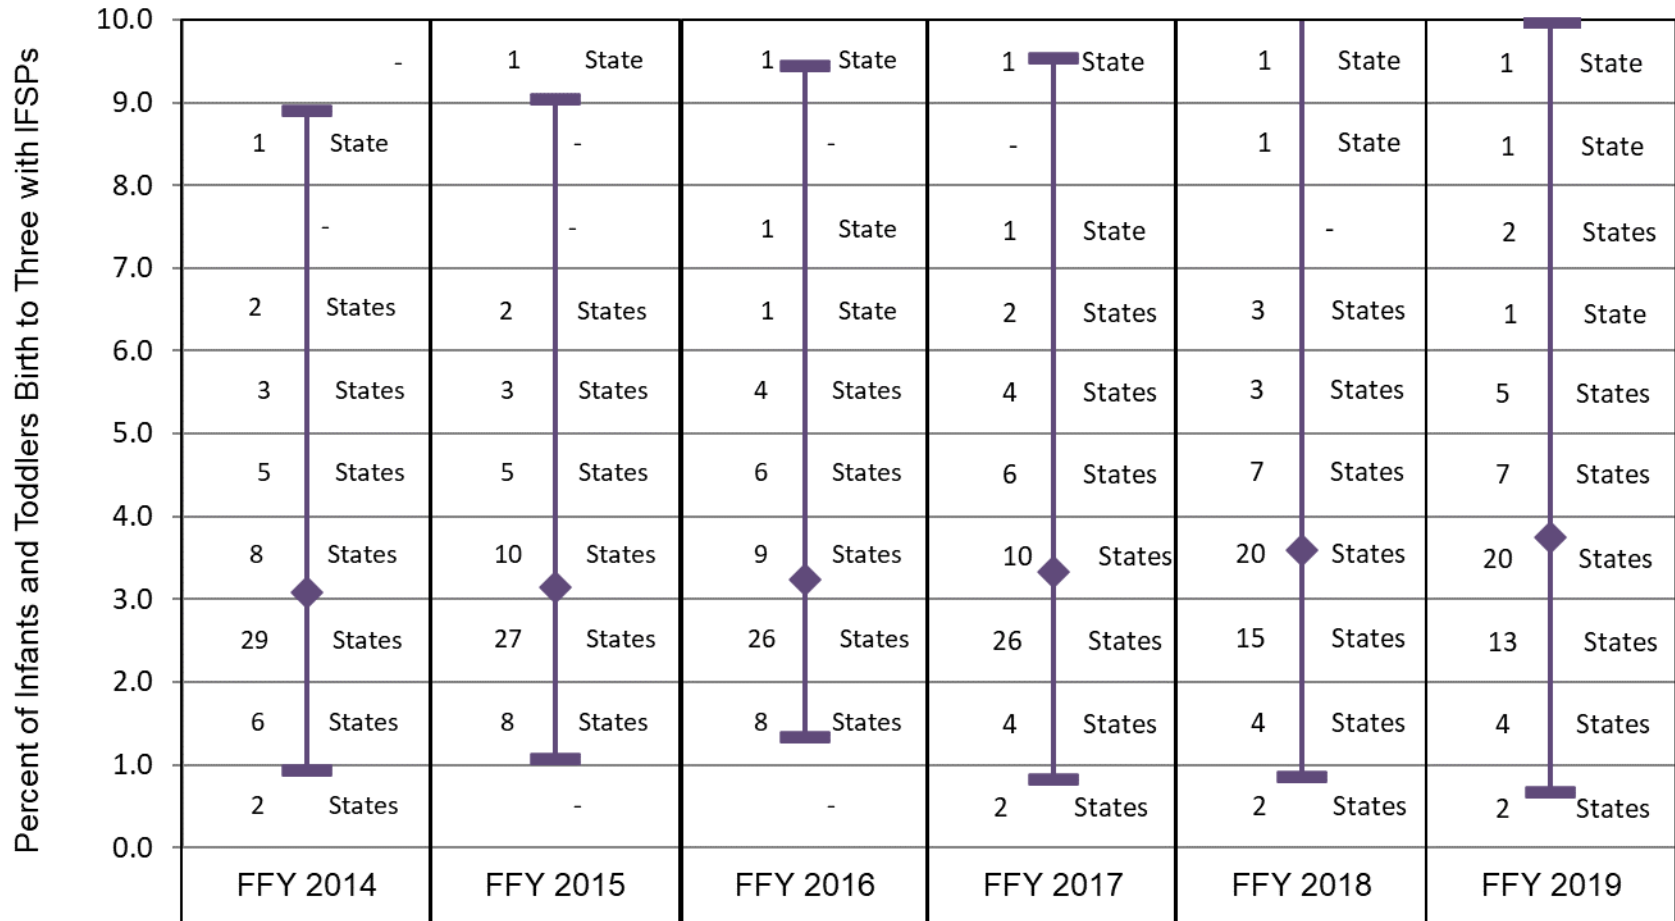 Percent of Infants and Toddlers Birth to Three with IFSPs
10.0
- 1 State 1 State 1 State 1 State 1 State
9.0
1 State - - - 1 State 1 State
8.0
- - 1 State 1 State - 2 States
7.0
2 States 2 States 1 State 2 States 3 States 1 State
6.0
3 States 3 States 4 States 4 States 3 States 5 States
5.0
5 States 5 States 6 States 6 States 7 States 7 States
4.0
8 States 10 States 9 States 10 States 20 States 20 States
3.0
29 States 27 States 26 States 26 States 15 States 13 States
2.0
6 States 8 States 8 States 4 States 4 States 4 States
1.0
2 States - - 2 States 2 States 2 States
0.0
FFY 2014 FFY 2015 FFY 2016 FFY 2017 FFY 2018 FFY 2019